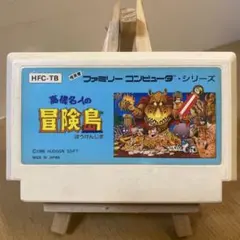 HFC-TB
ファミリーコンピュータ・シリーズ
高橋名人の
冒険島
ぼうけんじま
©1986 HUDSON SOFT
MADE IN JAPAN